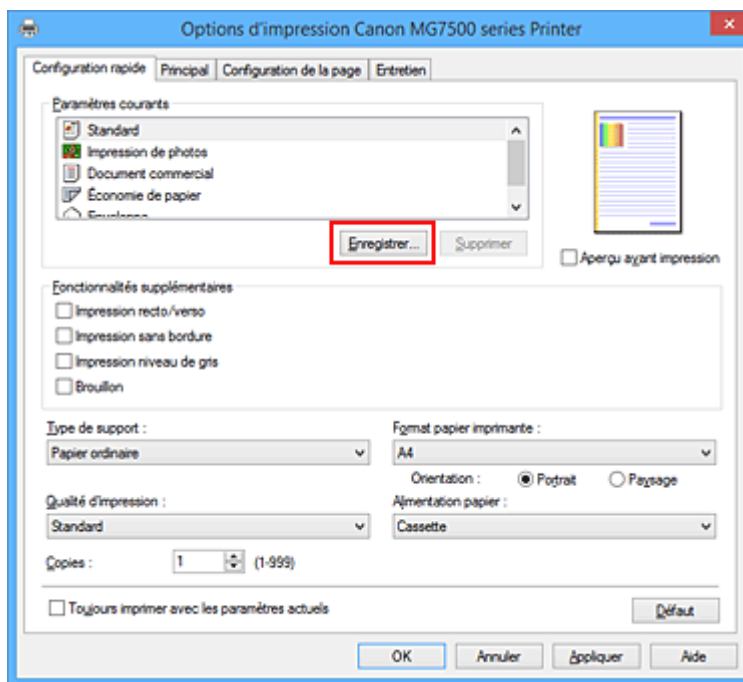 Options d'impression Canon MG7500 series Printer
Configuration rapide Principal Configuration de la page Entretien
Paramètres courants
Standard
Impression de photos
Document commercial
Économie de papier
Enregistrer... Supprimer
Aperçu avant impression
Fonctionnalités supplémentaires
Impression recto/verso
Impression sans bordure
Impression niveau de gris
Brouillon
Type de support : Format papier imprimante :
Papier ordinaire A4
Orientation : Portrait Paysage
Qualité d'impression : Alimentation papier :
Standard Cassette
Copies : 1 (1-999)
Toujours imprimer avec les paramètres actuels Défaut
OK Annuler Appliquer Aide